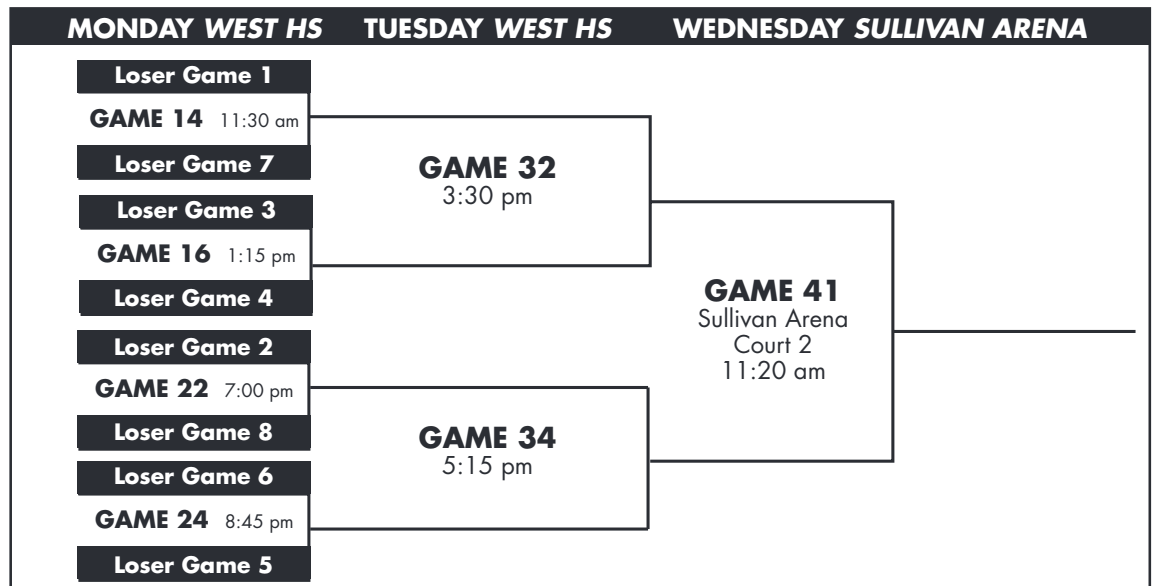 MONDAY WEST HS TUESDAY WEST HS WEDNESDAY SULLIVAN ARENA
Loser Game 1
GAME 14 11:30 am
Loser Game 7
Loser Game 3
GAME 16 1:15 pm
Loser Game 4
Loser Game 2
GAME 22 7:00 pm
Loser Game 8
Loser Game 6
GAME 24 8:45 pm
Loser Game 5
GAME 32
3:30 pm
GAME 34
5:15 pm
GAME 41
Sullivan Arena
Court 2
11:20 am